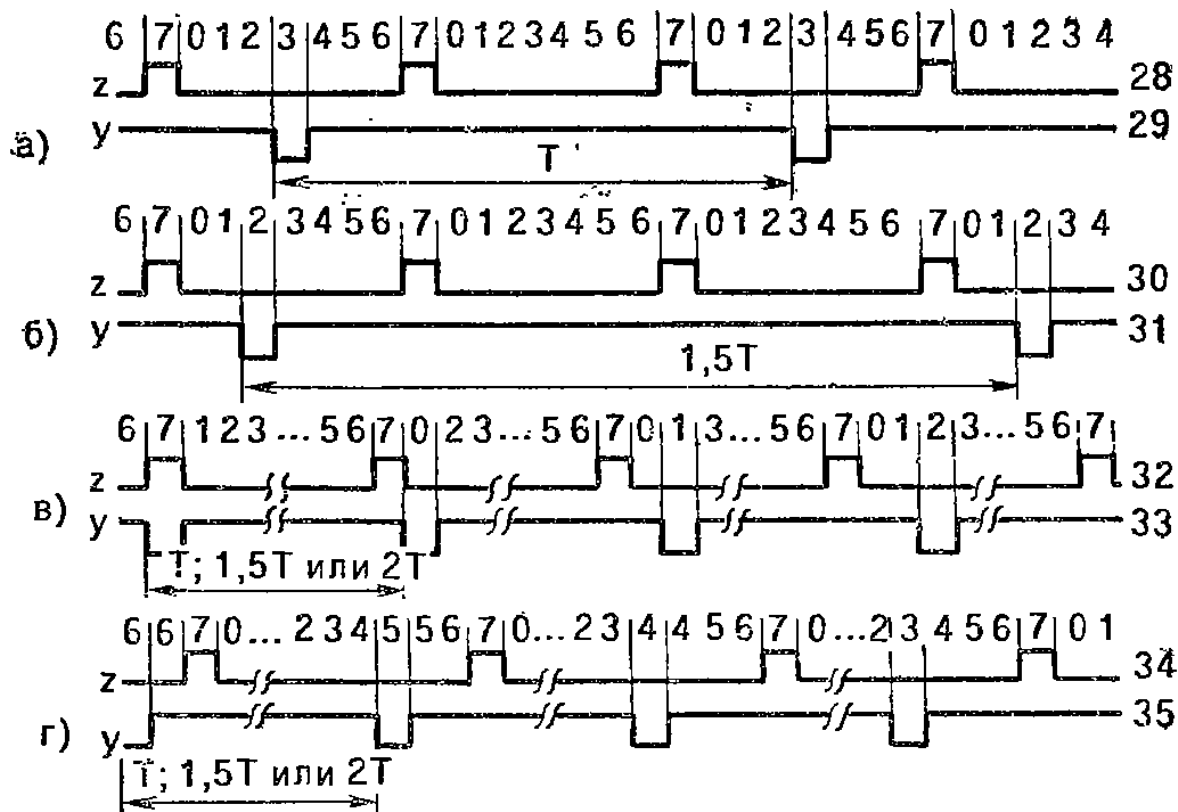 6 7 0 1 2 3 4 5 6 7 0 1 2 3 4 5 6 7 0 1 2 3 4 5 6 7 0 1 2 3 4
z 28
а) y 29
T
6 7 0 1 2 3 4 5 6 7 0 1 2 3 4 5 6 7 0 1 2 3 4 5 6 7 0 1 2 3 4
z 30
б) y 31
1,5T
6 7 1 2 3 ... 5 6 7 0 2 3 ... 5 6 7 0 1 3 ... 5 6 7 0 1 2 3 ... 5 6 7
z 32
в) y 33
T; 1,5T или 2T
6 6 7 0 ... 2 3 4 5 5 6 7 0 ... 2 3 4 4 5 6 7 0 ... 2 3 4 5 6 7 0 1
z 34
г) y 35
T; 1,5T или 2T